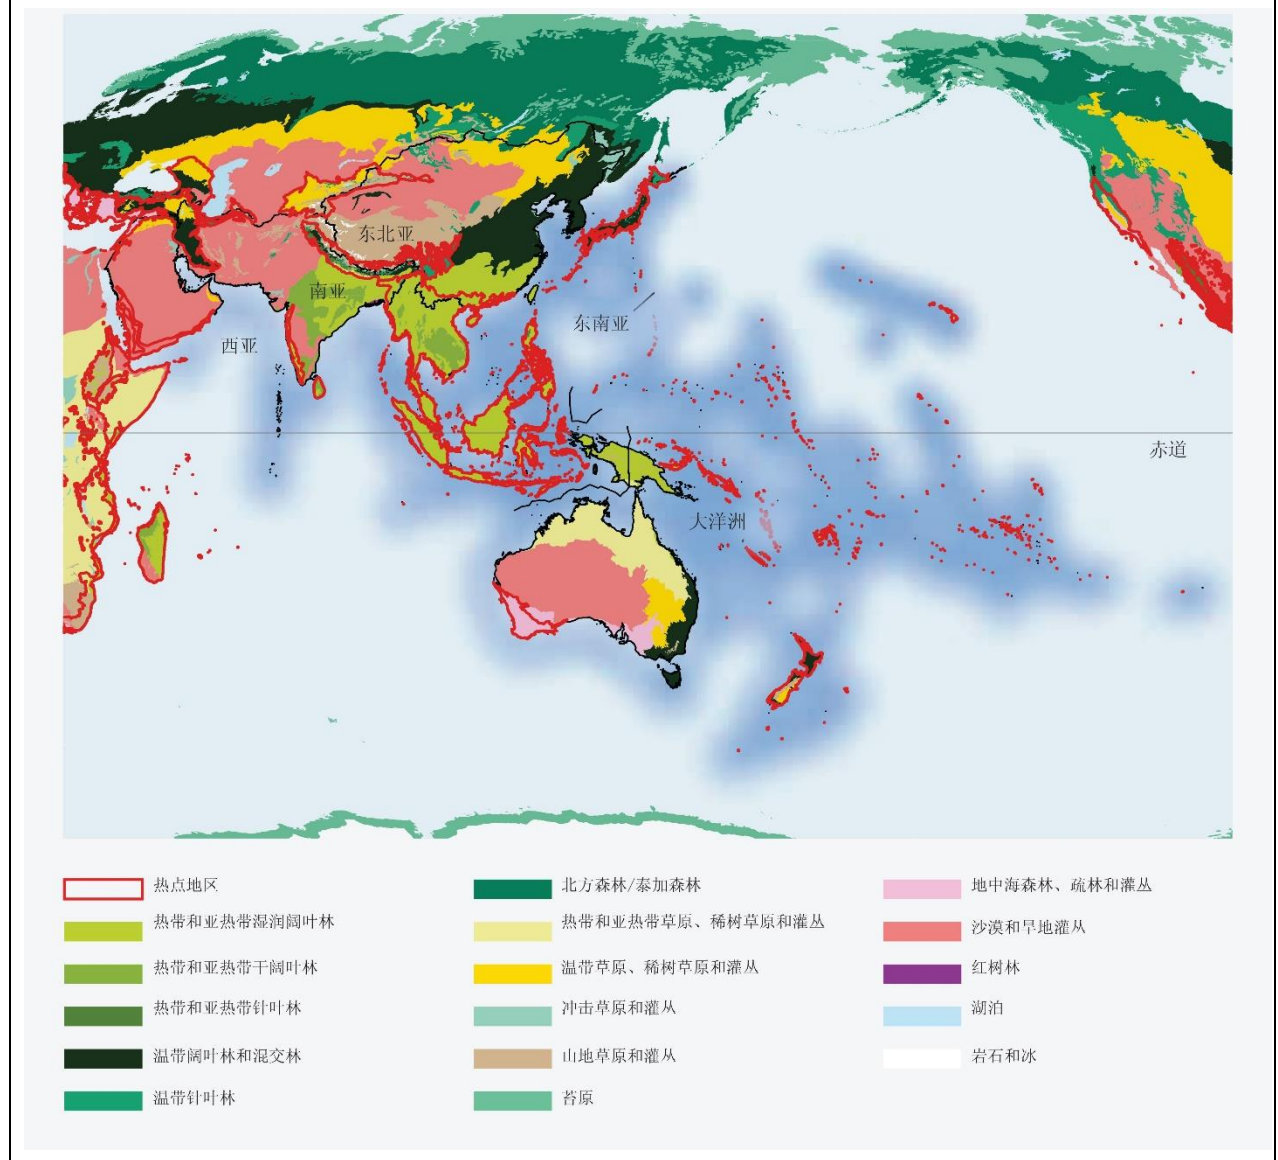 东北亚
南亚
东南亚
西亚
赤道
大洋洲
热点地区
热带和亚热带湿润阔叶林
热带和亚热带干阔叶林
热带和亚热带针叶林
温带阔叶林和混交林
温带针叶林
北方森林/泰加森林
热带和亚热带草原、稀树草原和灌丛
温带草原、稀树草原和灌丛
冲击草原和灌丛
山地草原和灌丛
苔原
地中海森林、疏林和灌丛
沙漠和旱地灌丛
红树林
湖泊
岩石和冰